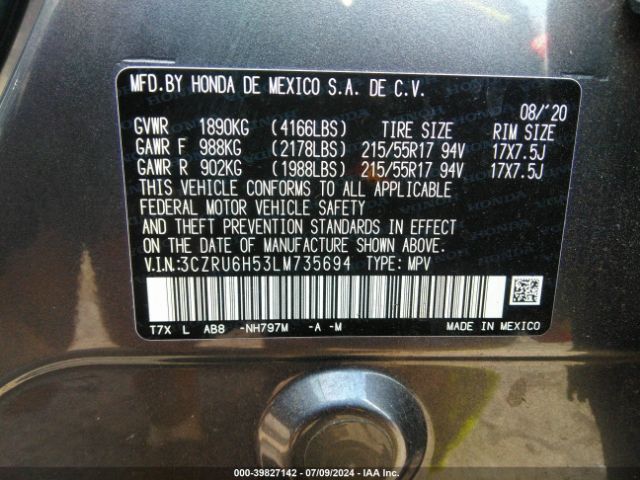 MFD.BY HONDA DE MEXICO S.A. DE C.V.
08/'20
GVWR 1890KG (4166LBS) TIRE SIZE RIM SIZE
GAWR F 988KG (2178LBS) 215/55R17 94V 17X7.5J
GAWR R 902KG (1988LBS) 215/55R17 94V 17X7.5J
THIS VEHICLE CONFORMS TO ALL APPLICABLE
FEDERAL MOTOR VEHICLE SAFETY
AND THEFT PREVENTION STANDARDS IN EFFECT
ON THE DATE OF MANUFACTURE SHOWN ABOVE.
V.I.N.:3CZRU6H53LM735694 TYPE: MPV
T7X L AB8 -NH797M -A -M MADE IN MEXICO
000-39827142 - 07/09/2024 - IAA Inc.